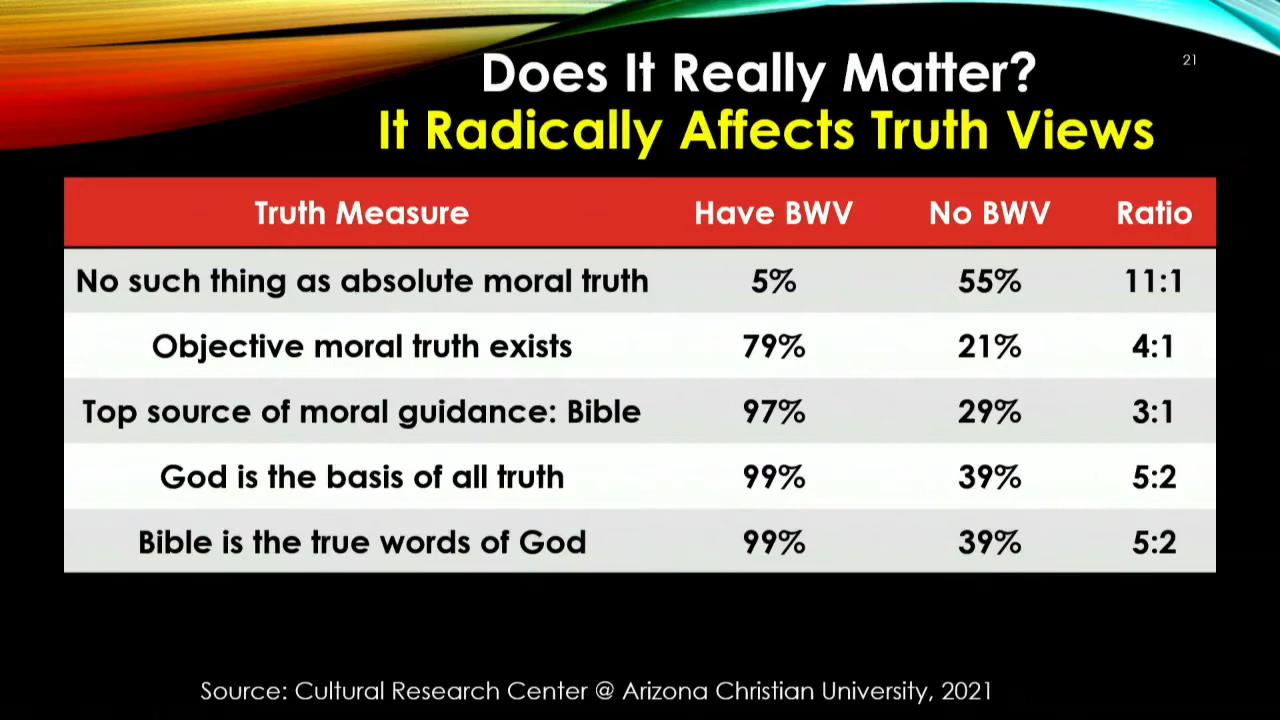 Does It Really Matter?
21
It Radically Affects Truth Views
Truth Measure Have BWV No BWV Ratio
No such thing as absolute moral truth 5% 55% 11:1
Objective moral truth exists 79% 21% 4:1
Top source of moral guidance: Bible 97% 29% 3:1
God is the basis of all truth 99% 39% 5:2
Bible is the true words of God 99% 39% 5:2
Source: Cultural Research Center @ Arizona Christian University, 2021